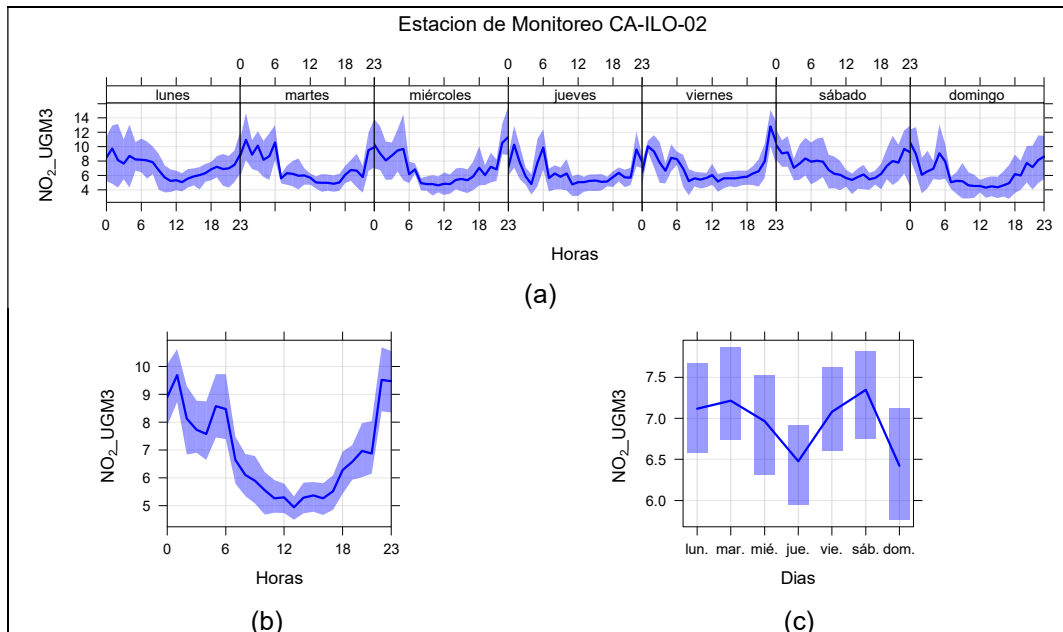 Estacion de Monitoreo CA-ILO-02
0 6 12 18 23 0 6 12 18 23 0 6 12 18 23
lunes martes miércoles jueves viernes sábado domingo
NO2_UGM3
14
12
10
8
6
4
0 6 12 18 23 0 6 12 18 23 0 6 12 18 23 0 6 12 18 23
Horas
(a)
NO2_UGM3
10
9
8
7
6
5
0 6 12 18 23
Horas
(b)
NO2_UGM3
7.5
7.0
6.5
6.0
lun. mar. mié. jue. vie. sáb. dom.
Dias
(c)